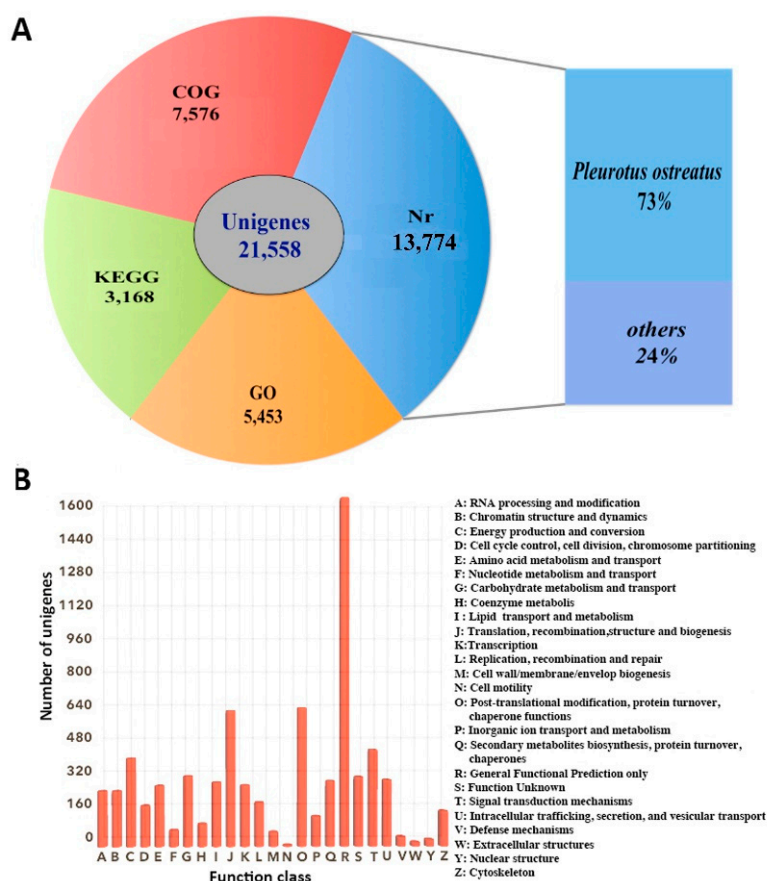 A
COG
7,576
Nr
13,774
Unigenes
21,558
KEGG
3,168
GO
5,453
Pleurotus ostreatus
73%
others
24%
B
Number of unigenes
1600
1440
1280
1120
960
800
640
480
320
160
0
A B C D E F G H I J K L M N O P Q R S T U V W Y Z
Function class
A: RNA processing and modification
B: Chromatin structure and dynamics
C: Energy production and conversion
D: Cell cycle control, cell division, chromosome partitioning
E: Amino acid metabolism and transport
F: Nucleotide metabolism and transport
G: Carbohydrate metabolism and transport
H: Coenzyme metabolis
I : Lipid transport and metabolism
J: Translation, recombination,structure and biogenesis
K:Transcription
L: Replication, recombination and repair
M: Cell wall/membrane/envelop biogenesis
N: Cell motility
O: Post-translational modification, protein turnover,
chaperone functions
P: Inorganic ion transport and metabolism
Q: Secondary metabolites biosynthesis, protein turnover,
chaperones
R: General Functional Prediction only
S: Function Unknown
T: Signal transduction mechanisms
U: Intracellular trafficking, secretion, and vesicular transport
V: Defense mechanisms
W: Extracellular structures
Y: Nuclear structure
Z: Cytoskeleton